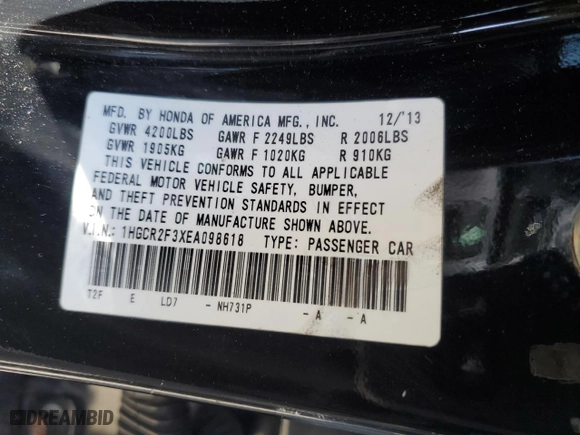 MFD. BY HONDA OF AMERICA MFG., INC. 12/'13
GVWR 4200LBS GAWR F 2249LBS R 2006LBS
GVWR 1905KG GAWR F 1020KG R 910KG
THIS VEHICLE CONFORMS TO ALL APPLICABLE
FEDERAL MOTOR VEHICLE SAFETY, BUMPER,
AND THEFT PREVENTION STANDARDS IN EFFECT
ON THE DATE OF MANUFACTURE SHOWN ABOVE.
V.I.N.: 1HGCR2F3XEA098618 TYPE: PASSENGER CAR
T2F E LD7 - NH731P - A - A
DREAMBID